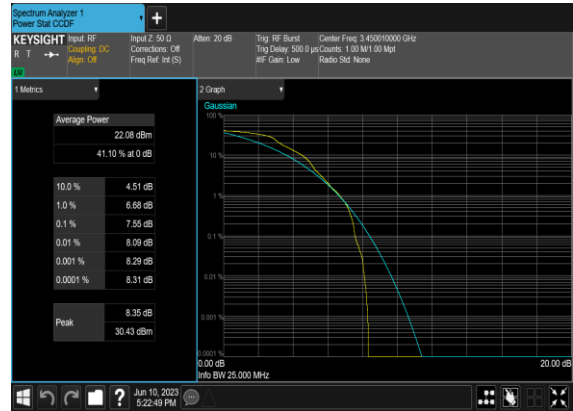 Spectrum Analyzer 1
Power Stat CCDF
KEYSIGHT
R T
LW
Input: RF
Coupling: DC
Align: Off
Input Z: 50 Ω
Corrections: Off
Freq Ref: Int (S)
Atten: 20 dB
Trig: RF Burst
Trig Delay: 500.0 µs
#IF Gain: Low
Center Freq: 3.450010000 GHz
Counts: 1.00 M/1.00 Mpt
Radio Std: None
1 Metrics
Average Power
22.08 dBm
41.10 % at 0 dB
10.0 % 4.51 dB
1.0 % 6.68 dB
0.1 % 7.55 dB
0.01 % 8.09 dB
0.001 % 8.29 dB
0.0001 % 8.31 dB
Peak
8.35 dB
30.43 dBm
2 Graph
Gaussian
100 %
10 %
1 %
0.1 %
0.01 %
0.001 %
0.0001 %
0.00 dB
20.00 dB
Info BW 25.000 MHz
?
Jun 10, 2023
5:22:49 PM